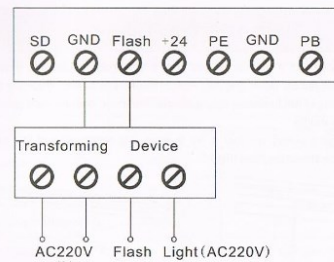 SD GND Flash +24 PE GND PB
Transforming Device
AC220V Flash Light(AC220V)